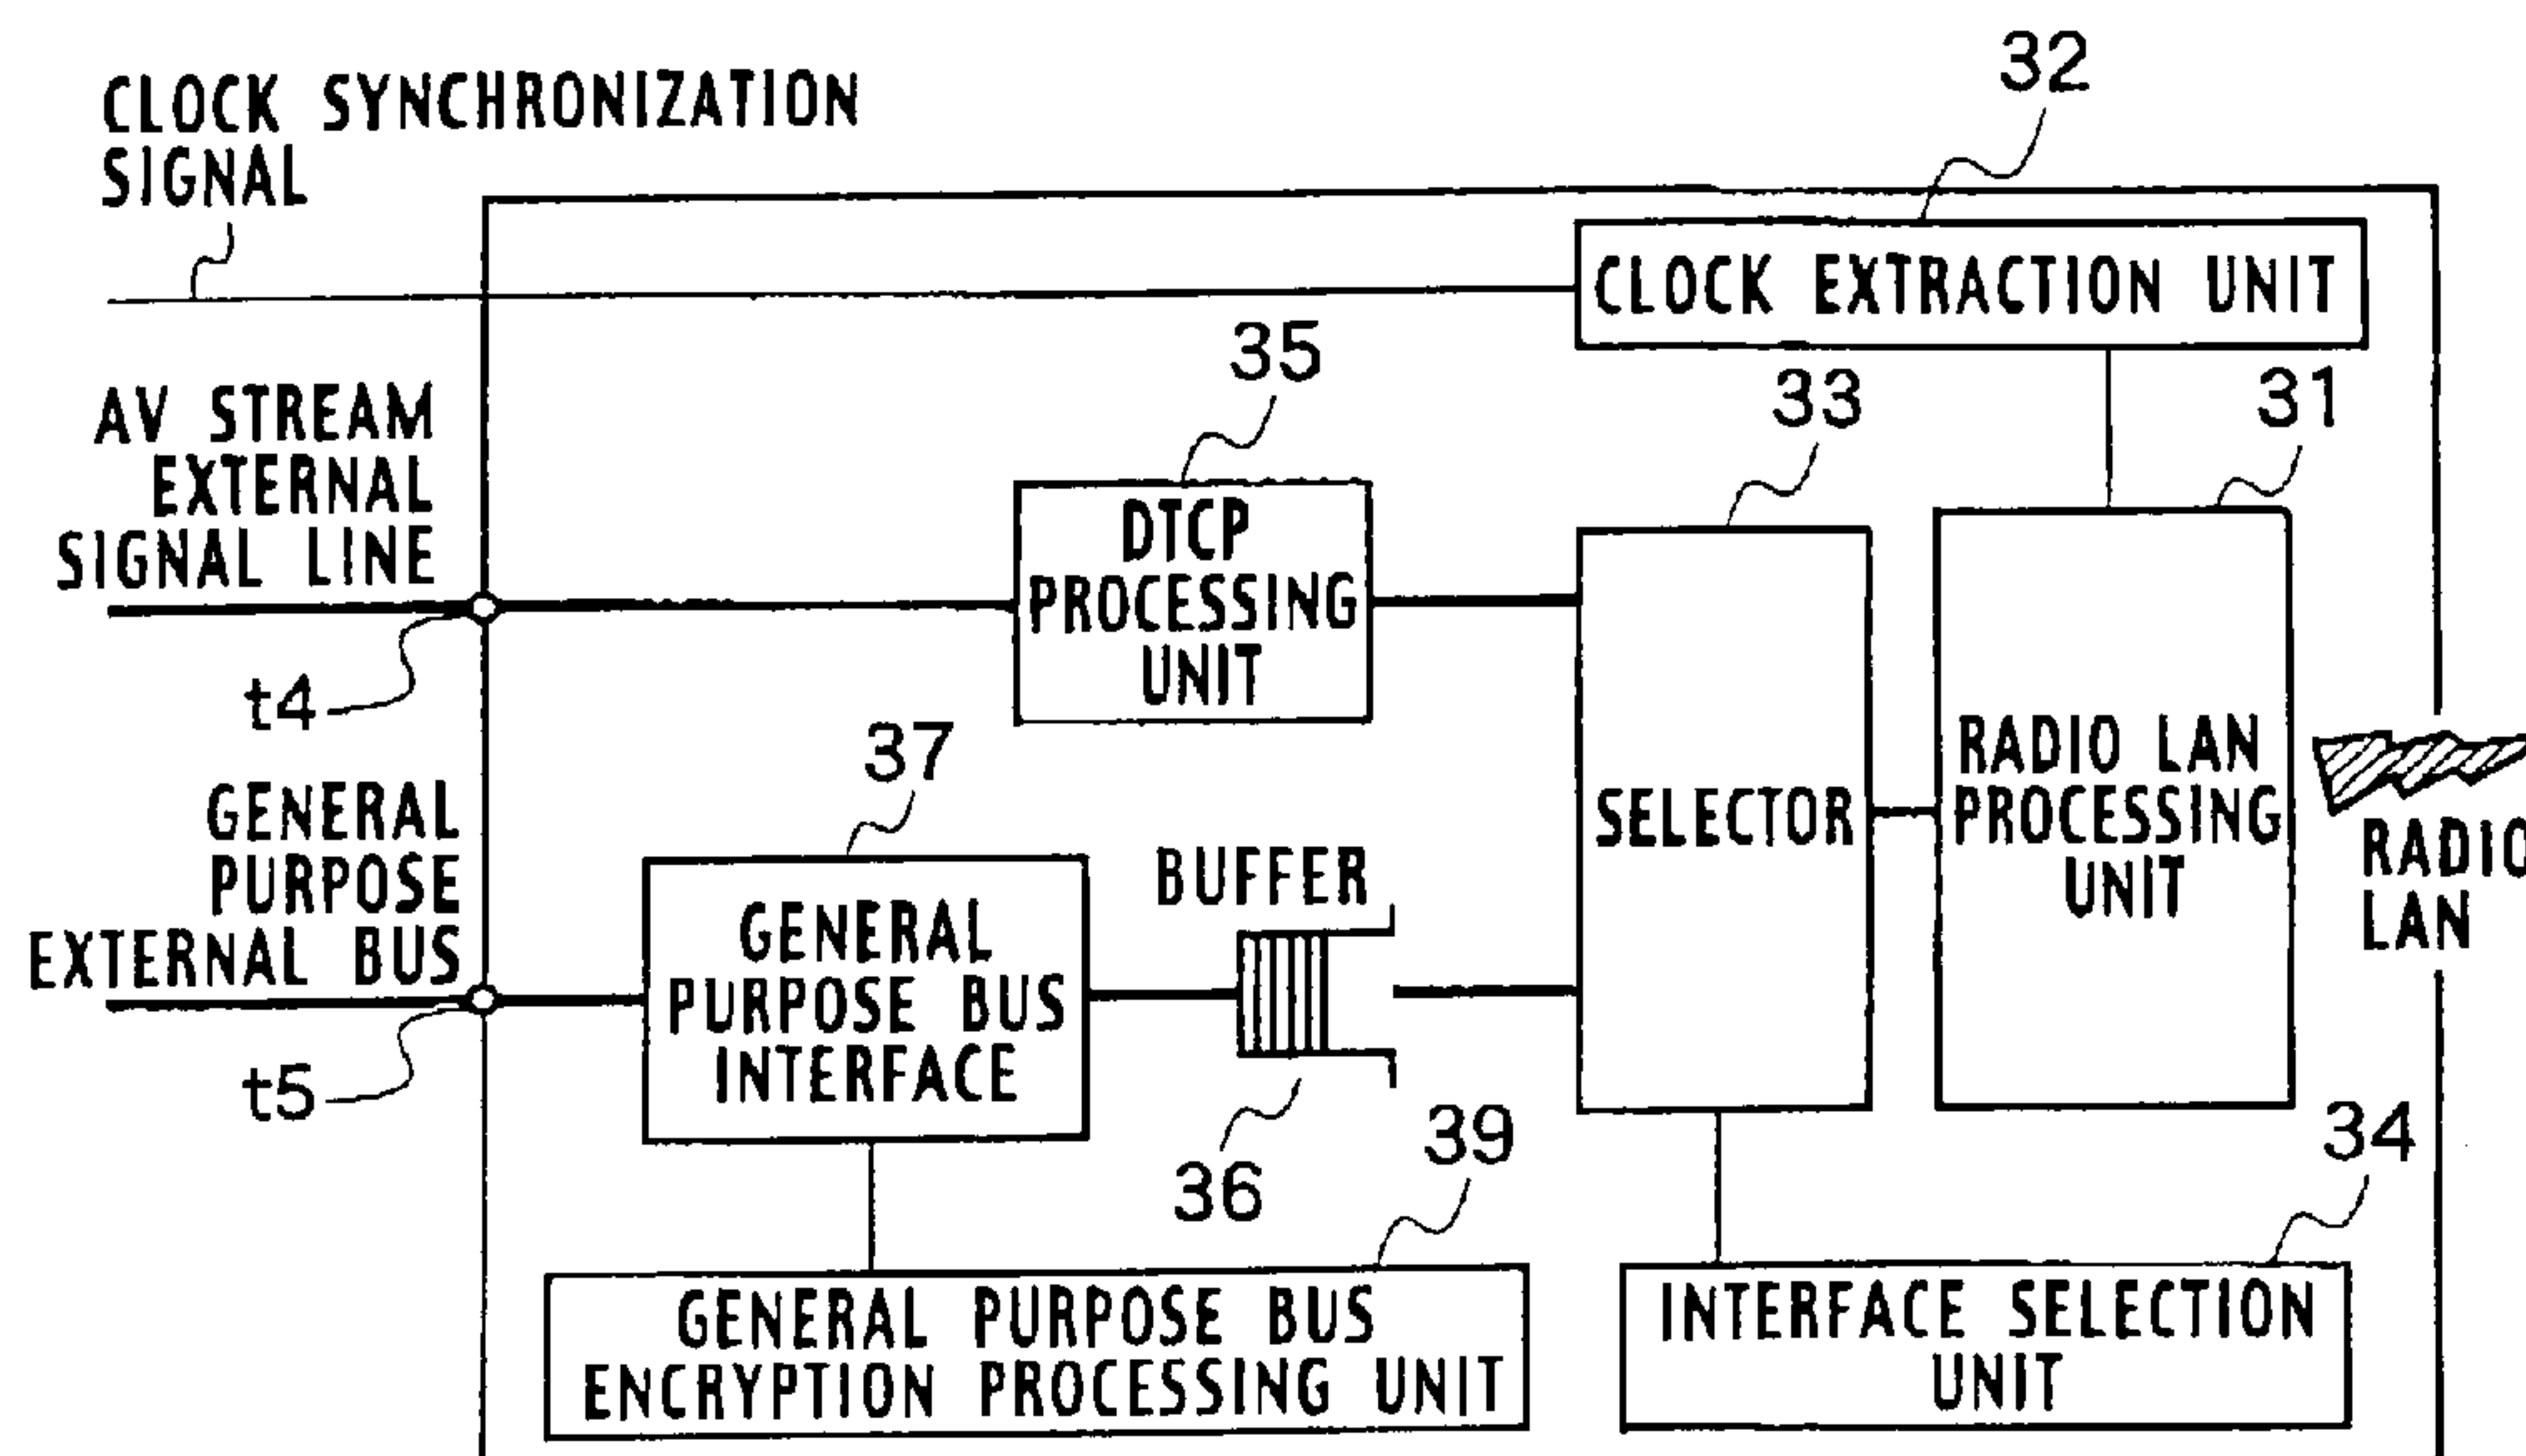 32
CLOCK SYNCHRONIZATION
SIGNAL
CLOCK EXTRACTION UNIT
35
33
31
AV STREAM
EXTERNAL
SIGNAL LINE
DTCP
PROCESSING
UNIT
t4
37
RADIO LAN
PROCESSING
UNIT
SELECTOR
GENERAL
PURPOSE
EXTERNAL BUS
BUFFER
RADIO
LAN
GENERAL
PURPOSE BUS
INTERFACE
t5
36
39
34
GENERAL PURPOSE BUS
ENCRYPTION PROCESSING UNIT
INTERFACE SELECTION
UNIT